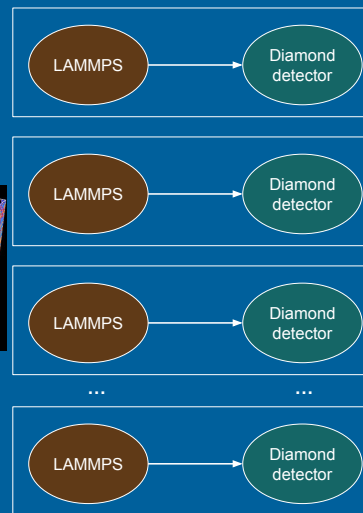 LAMMPS
Diamond
detector
LAMMPS
Diamond
detector
LAMMPS
Diamond
detector
... ...
LAMMPS
Diamond
detector